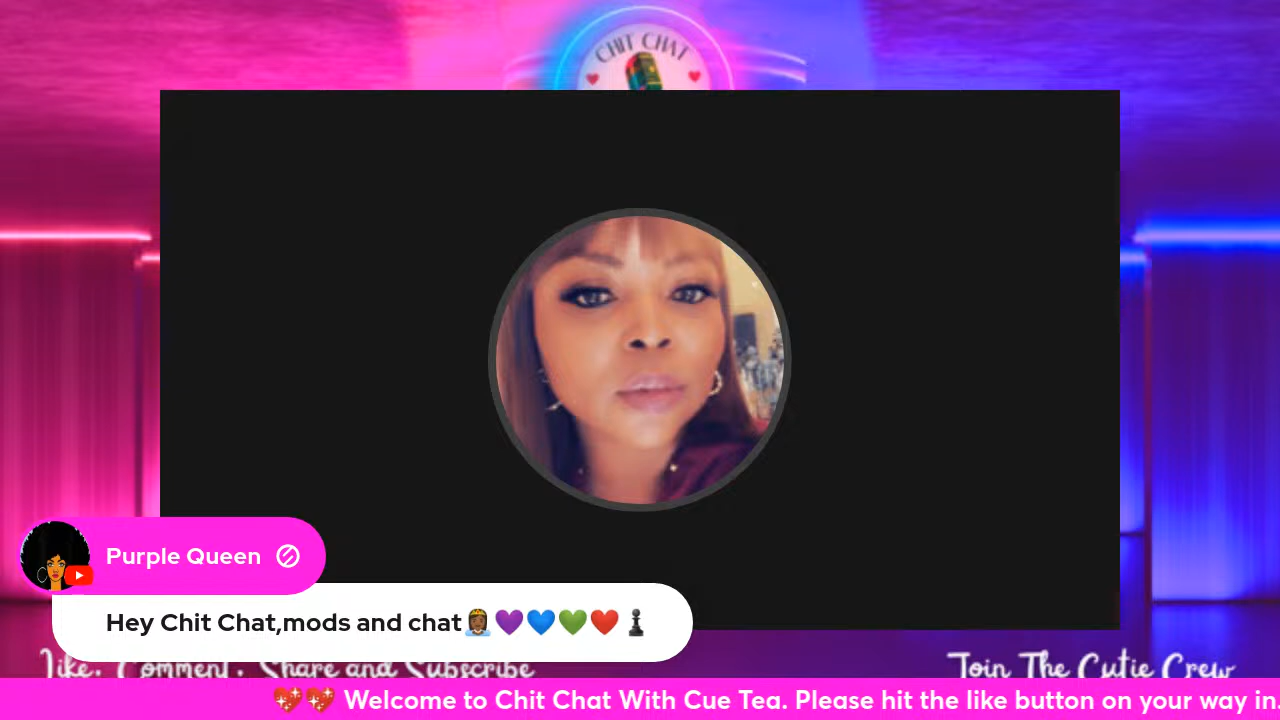 CHIT CHAT
Purple Queen
Hey Chit Chat,mods and chat👸🏾💜💙💚❤️♟️
Like. Comment. Share and Subscribe
Join The Cutie Crew
💖💖 Welcome to Chit Chat With Cue Tea. Please hit the like button on your way in.